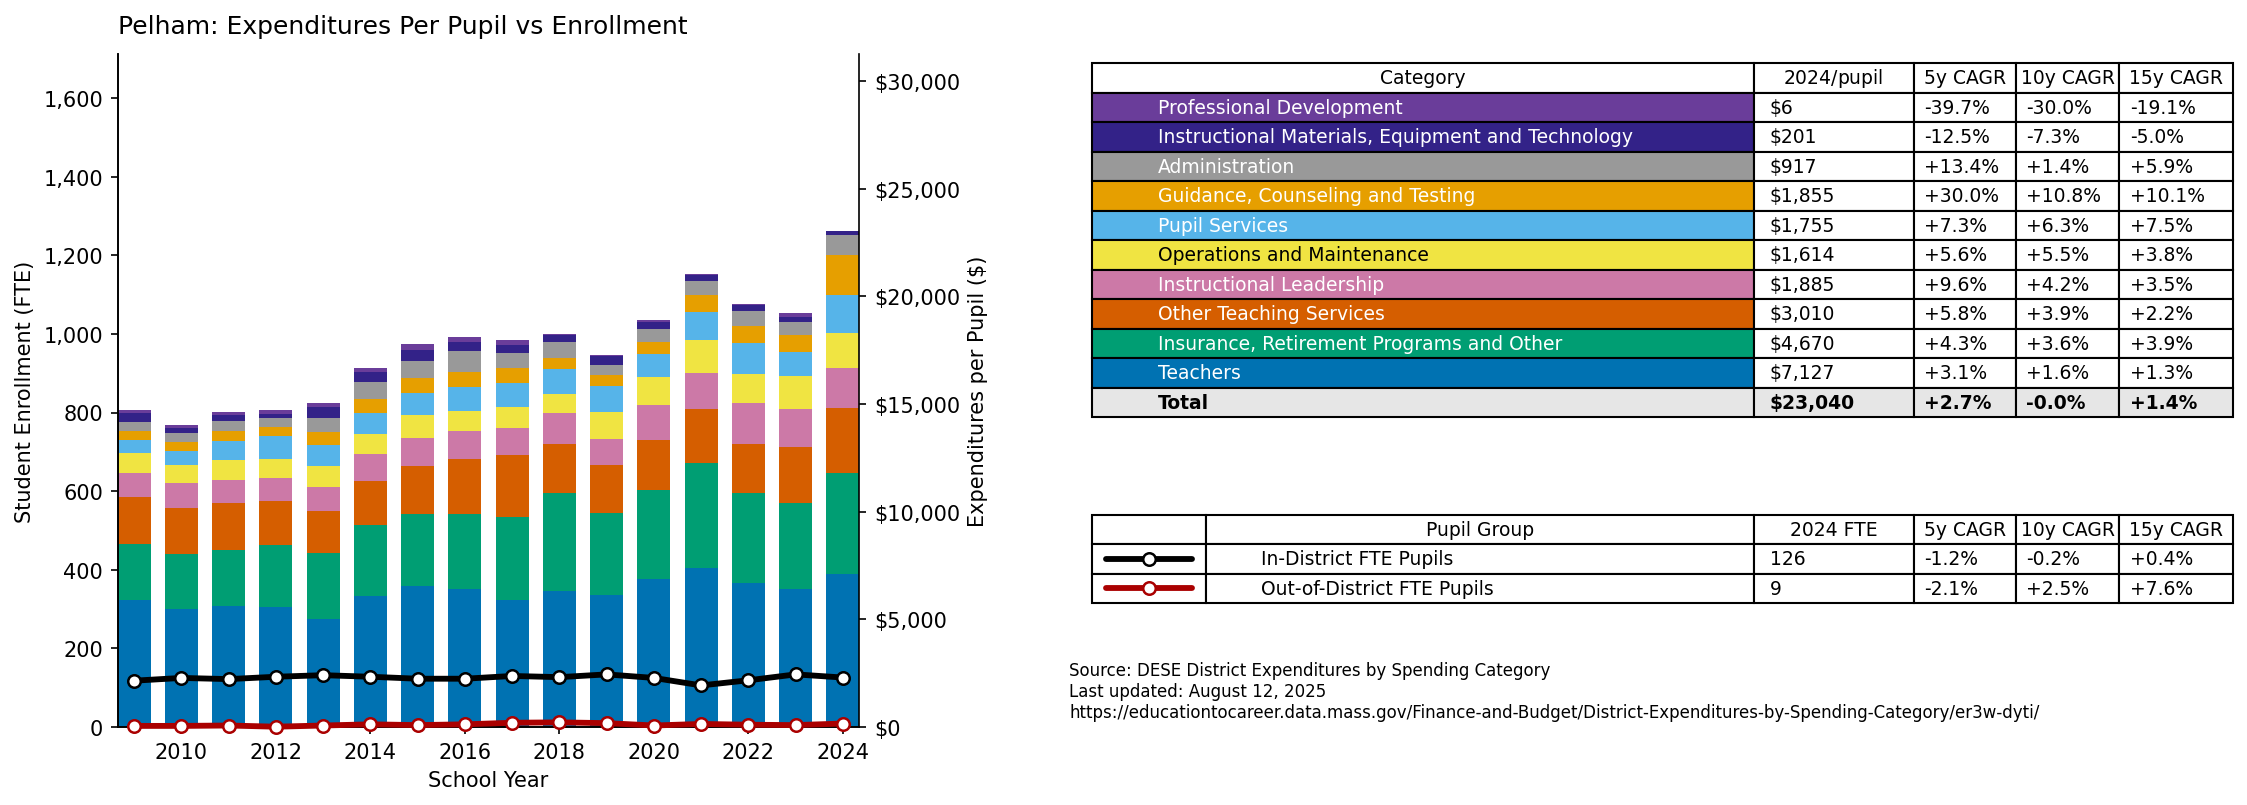 Pelham: Expenditures Per Pupil vs Enrollment
Student Enrollment (FTE)
1,600
1,400
1,200
1,000
800
600
400
200
0
2010 2012 2014 2016 2018 2020 2022 2024
School Year
$30,000
$25,000
$20,000
$15,000
$10,000
$5,000
$0
Expenditures per Pupil ($)
Category 2024/pupil 5y CAGR 10y CAGR 15y CAGR
Professional Development $6 -39.7% -30.0% -19.1%
Instructional Materials, Equipment and Technology $201 -12.5% -7.3% -5.0%
Administration $917 +13.4% +1.4% +5.9%
Guidance, Counseling and Testing $1,855 +30.0% +10.8% +10.1%
Pupil Services $1,755 +7.3% +6.3% +7.5%
Operations and Maintenance $1,614 +5.6% +5.5% +3.8%
Instructional Leadership $1,885 +9.6% +4.2% +3.5%
Other Teaching Services $3,010 +5.8% +3.9% +2.2%
Insurance, Retirement Programs and Other $4,670 +4.3% +3.6% +3.9%
Teachers $7,127 +3.1% +1.6% +1.3%
Total $23,040 +2.7% -0.0% +1.4%
Pupil Group 2024 FTE 5y CAGR 10y CAGR 15y CAGR
In-District FTE Pupils 126 -1.2% -0.2% +0.4%
Out-of-District FTE Pupils 9 -2.1% +2.5% +7.6%
Source: DESE District Expenditures by Spending Category
Last updated: August 12, 2025
https://educationtocareer.data.mass.gov/Finance-and-Budget/District-Expenditures-by-Spending-Category/er3w-dyti/